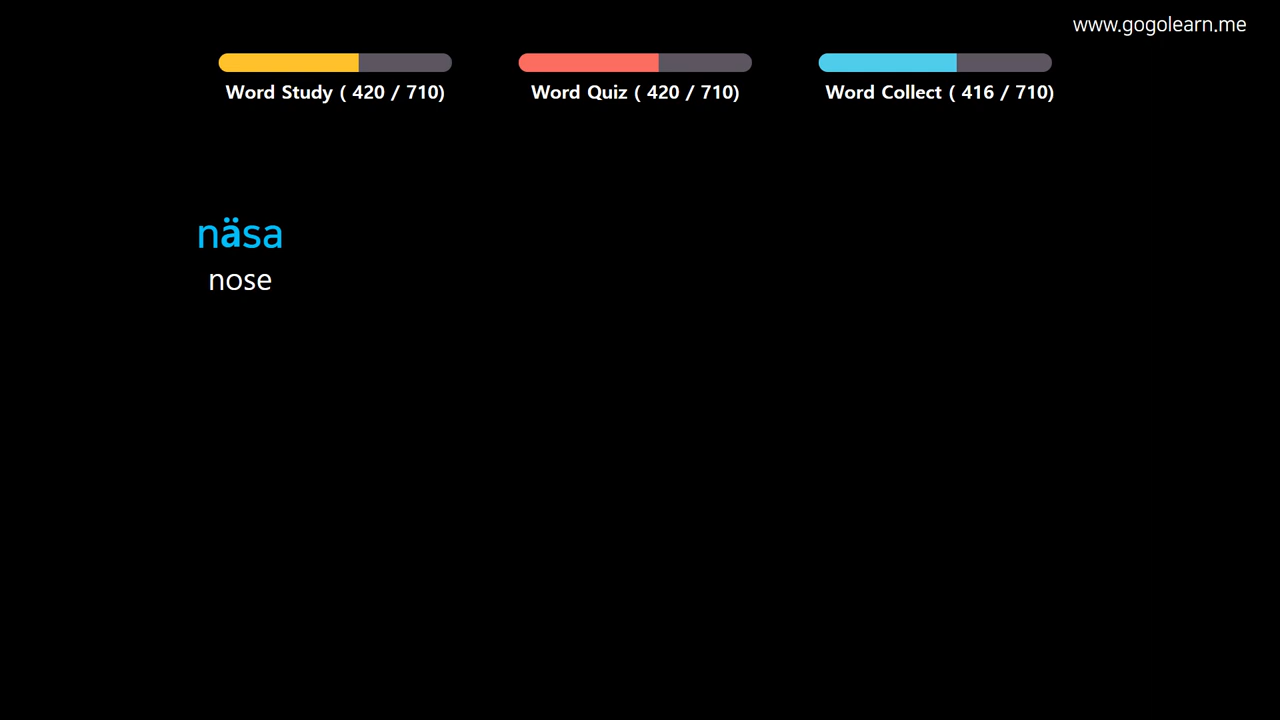 www.gogolearn.me
Word Study ( 420 / 710)
Word Quiz ( 420 / 710)
Word Collect ( 416 / 710)
näsa
nose